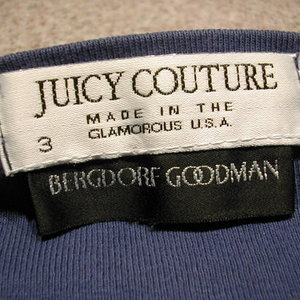 JUICY COUTURE
MADE IN THE
GLAMOROUS U.S.A.
3
BERGDORF GOODMAN